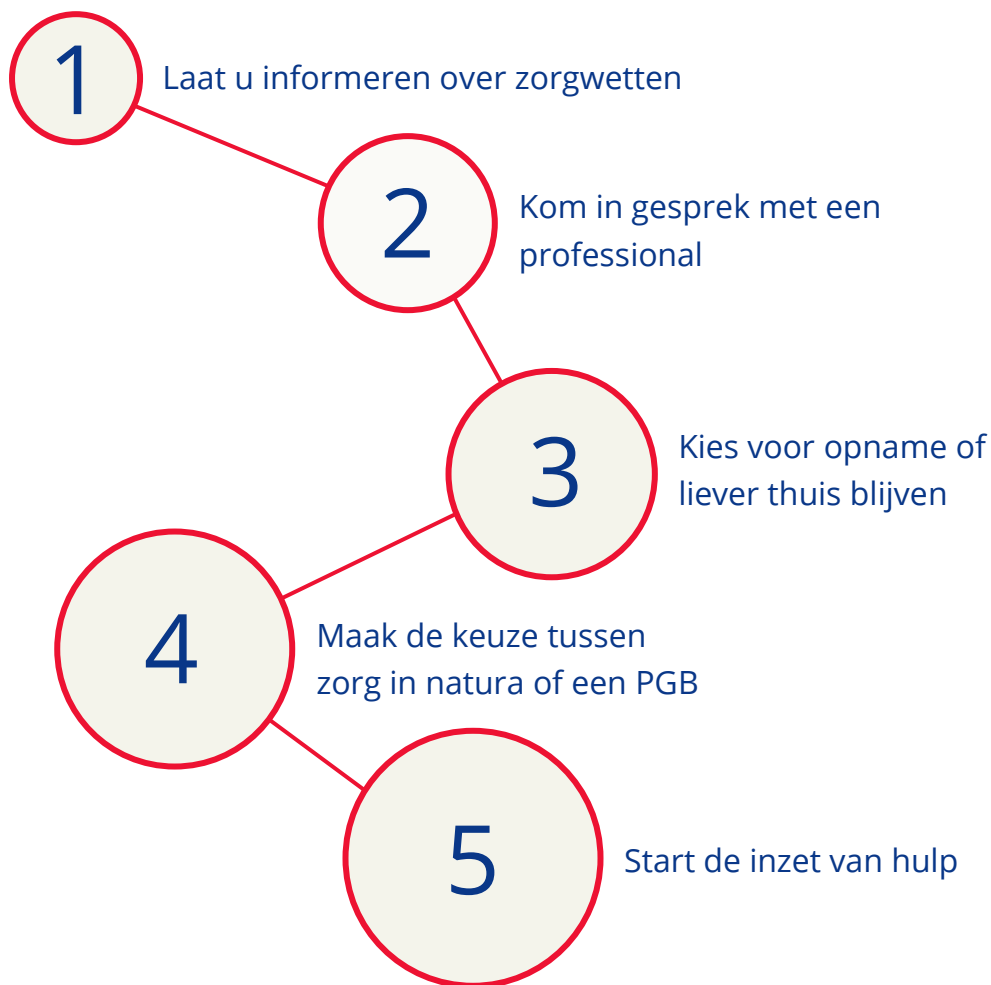 1
Laat u informeren over zorgwetten
2
Kom in gesprek met een
professional
3
Kies voor opname of
liever thuis blijven
4
Maak de keuze tussen
zorg in natura of een PGB
5
Start de inzet van hulp